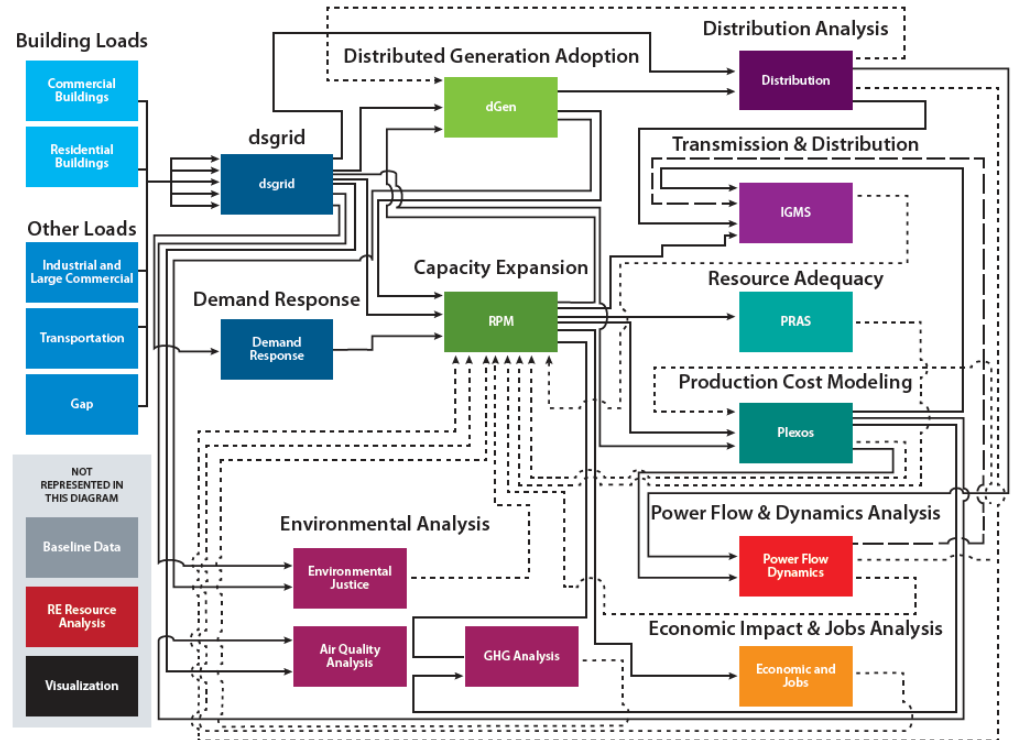 Building Loads
Commercial
Buildings
Residential
Buildings
Other Loads
Industrial and
Large Commercial
Transportation
Gap
NOT
REPRESENTED IN
THIS DIAGRAM
Baseline Data
RE Resource
Analysis
Visualization
dsgrid
dsgrid
Demand Response
Demand
Response
Distributed Generation Adoption
dGen
Capacity Expansion
RPM
Environmental Analysis
Environmental
Justice
Air Quality
Analysis
GHG Analysis
Distribution Analysis
Distribution
Transmission & Distribution
IGMS
Resource Adequacy
PRAS
Production Cost Modeling
Plexos
Power Flow & Dynamics Analysis
Power Flow
Dynamics
Economic Impact & Jobs Analysis
Economic and
Jobs